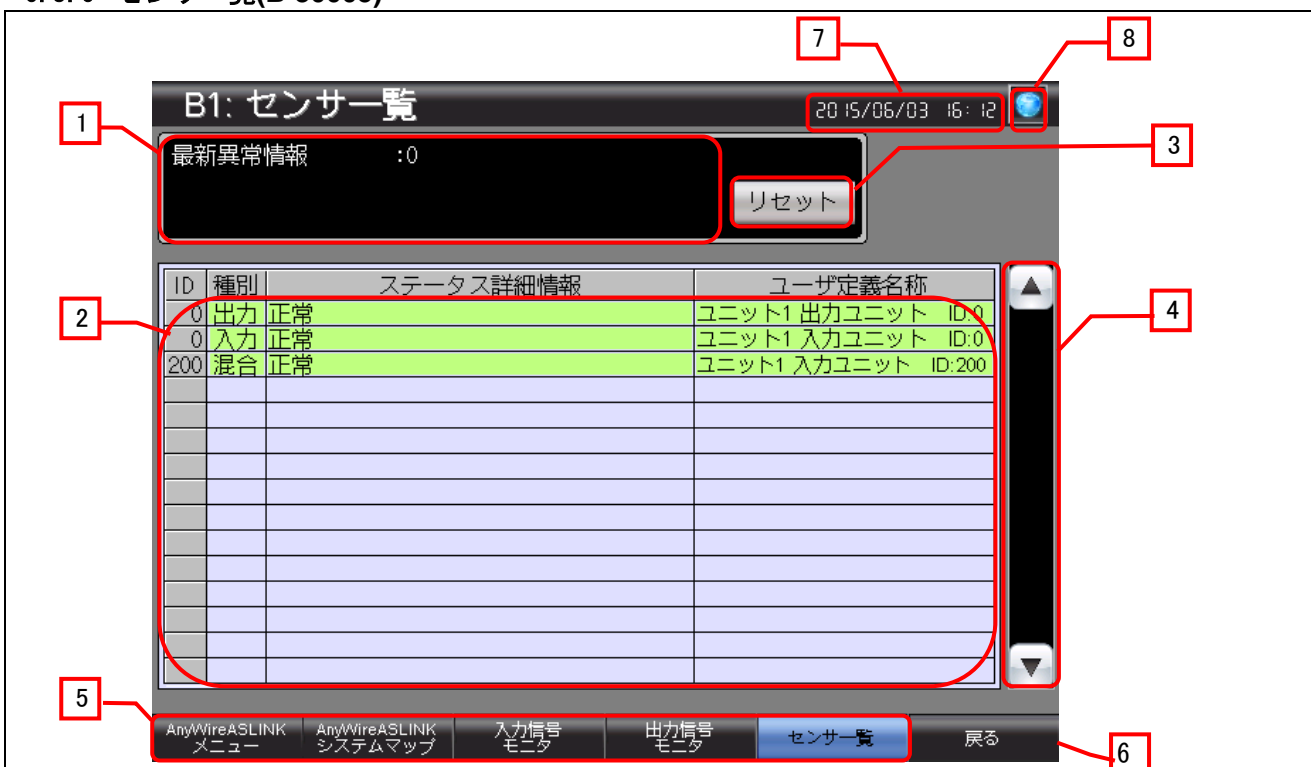 センサ一覧(B-30003)
7
8
B1: センサ一覧
2015/06/03 16:12
1
最新異常情報 :0
3
リセット
ID 種別 ステータス詳細情報 ユーザ定義名称
2
4
0 出力 正常 ユニット1 出力ユニット ID:0
0 入力 正常 ユニット1 入力ユニット ID:0
200 混合 正常 ユニット1 入力ユニット ID:200
5
AnyWireASLINK
メニュー
AnyWireASLINK
システムマップ
入力信号
モニタ
出力信号
モニタ
センサ一覧
戻る
6